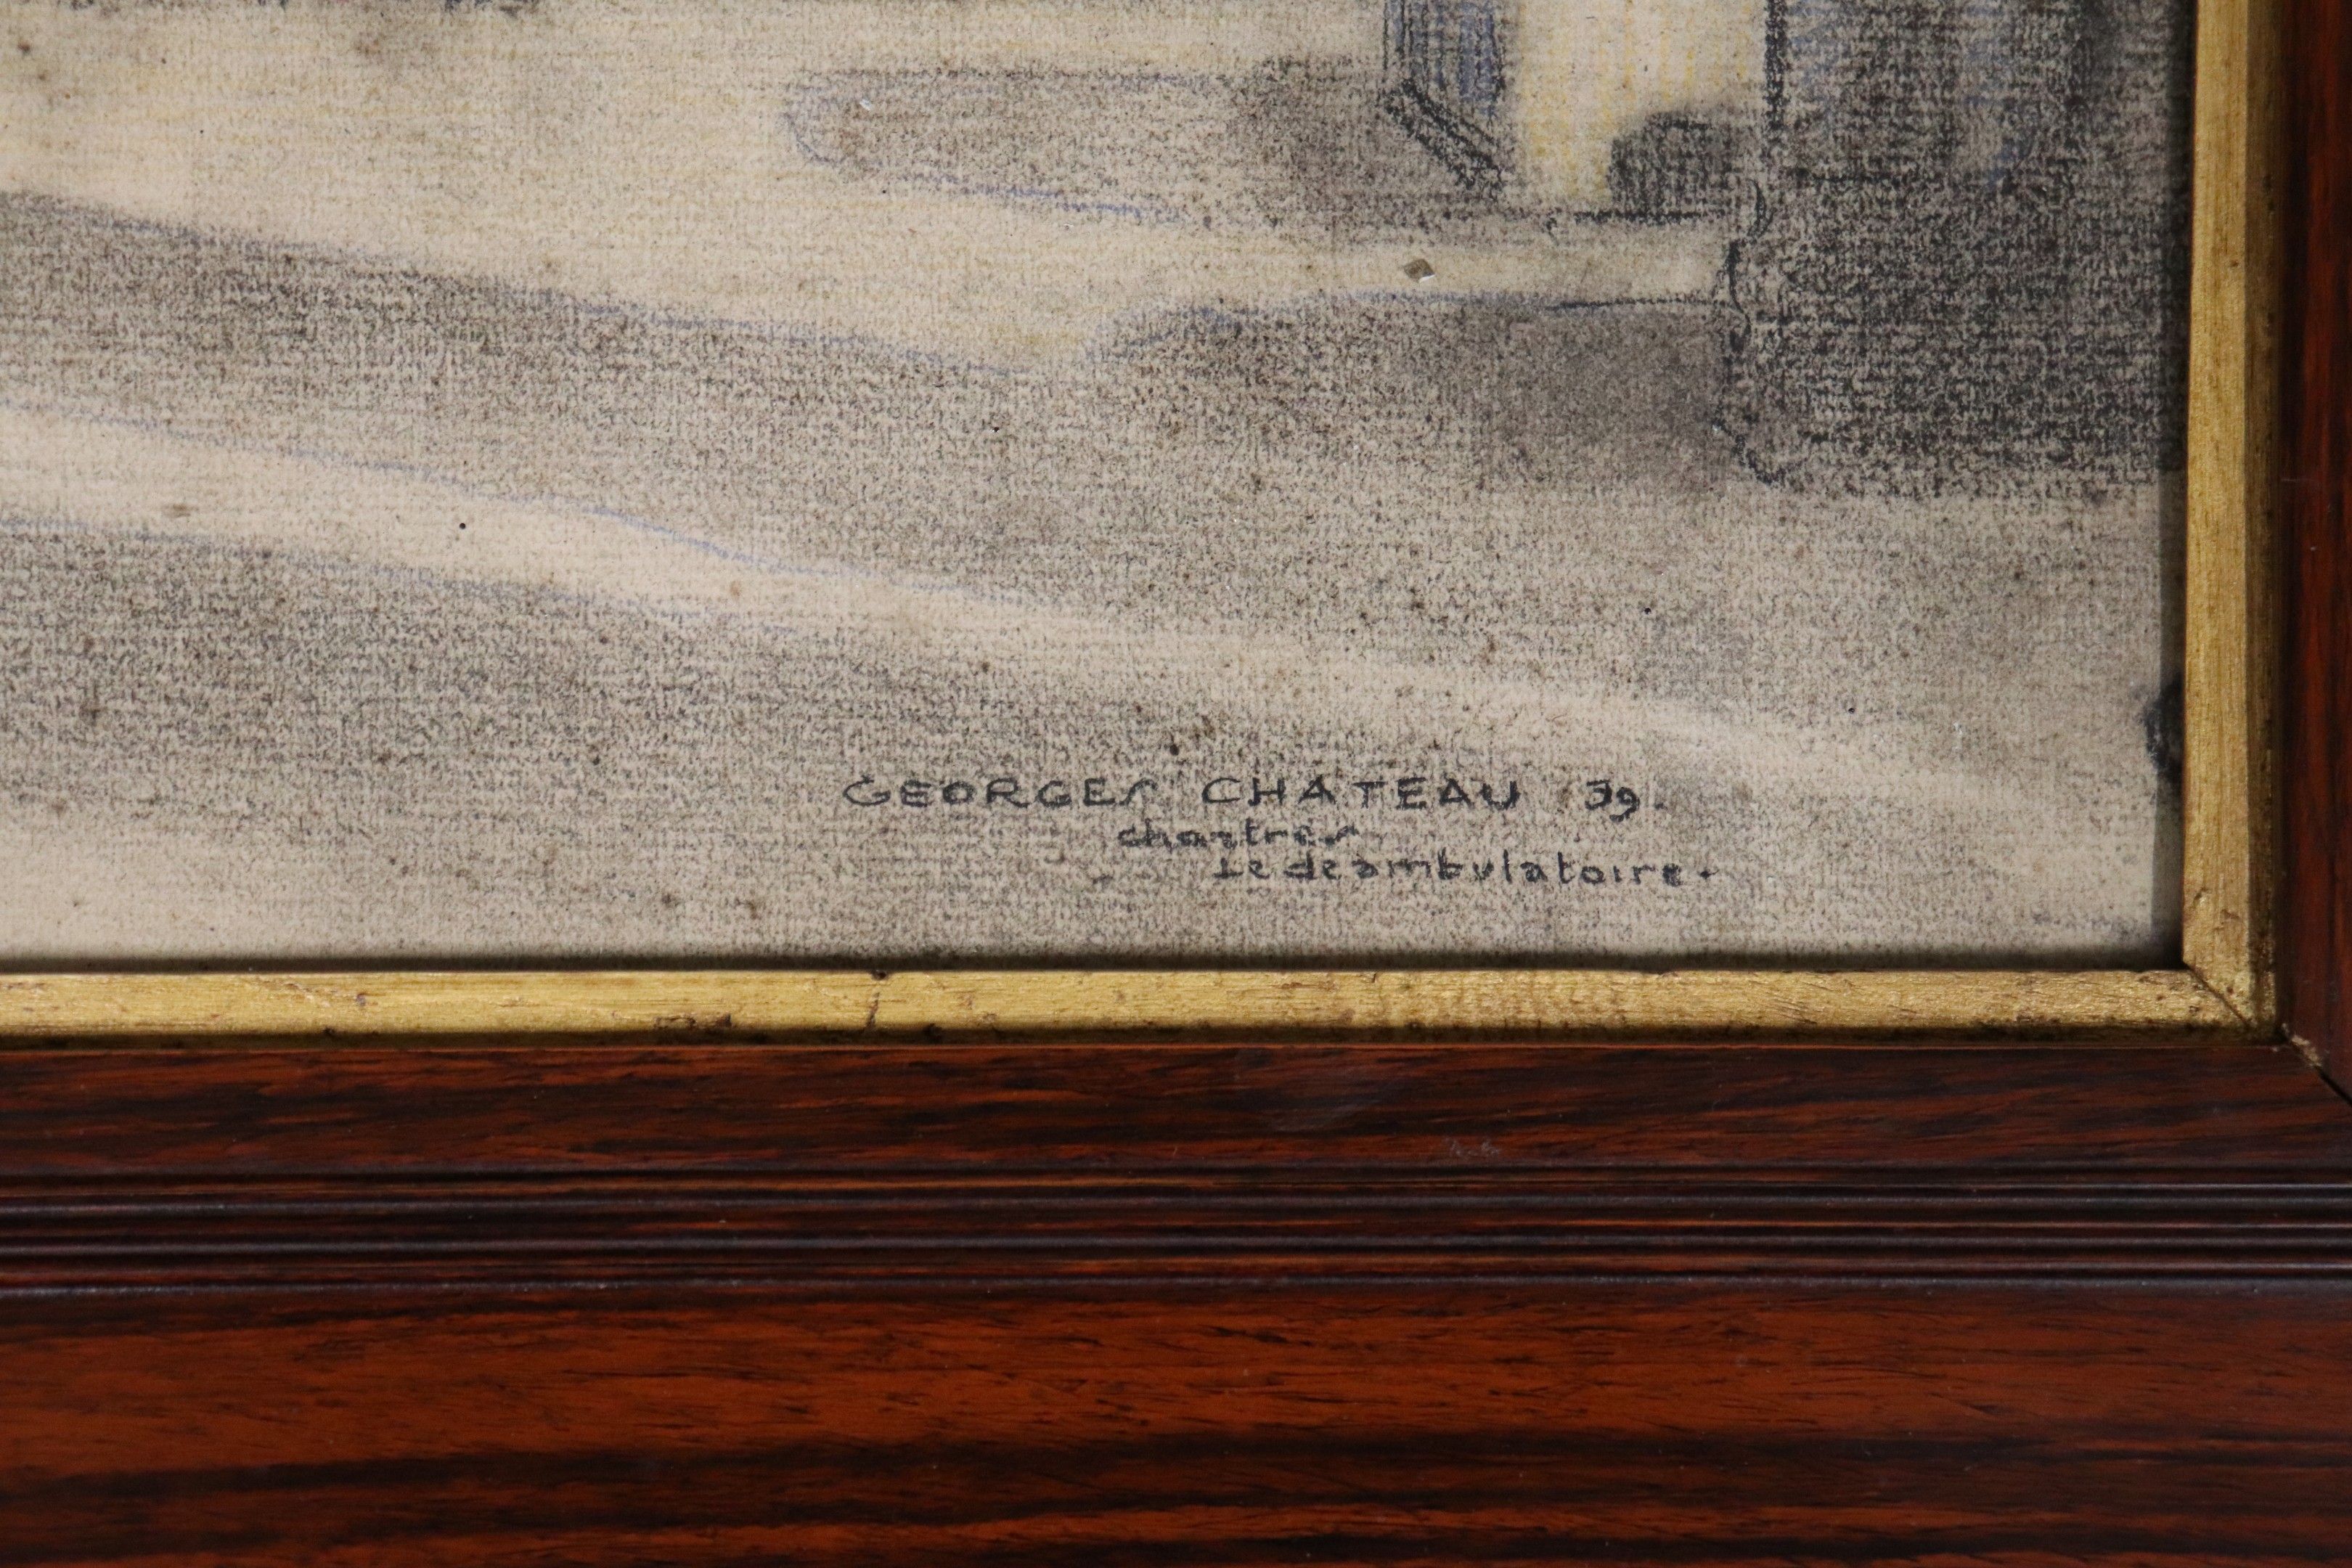 GEORGES CHATEAU 39.
chartres
Le deambulatoire.